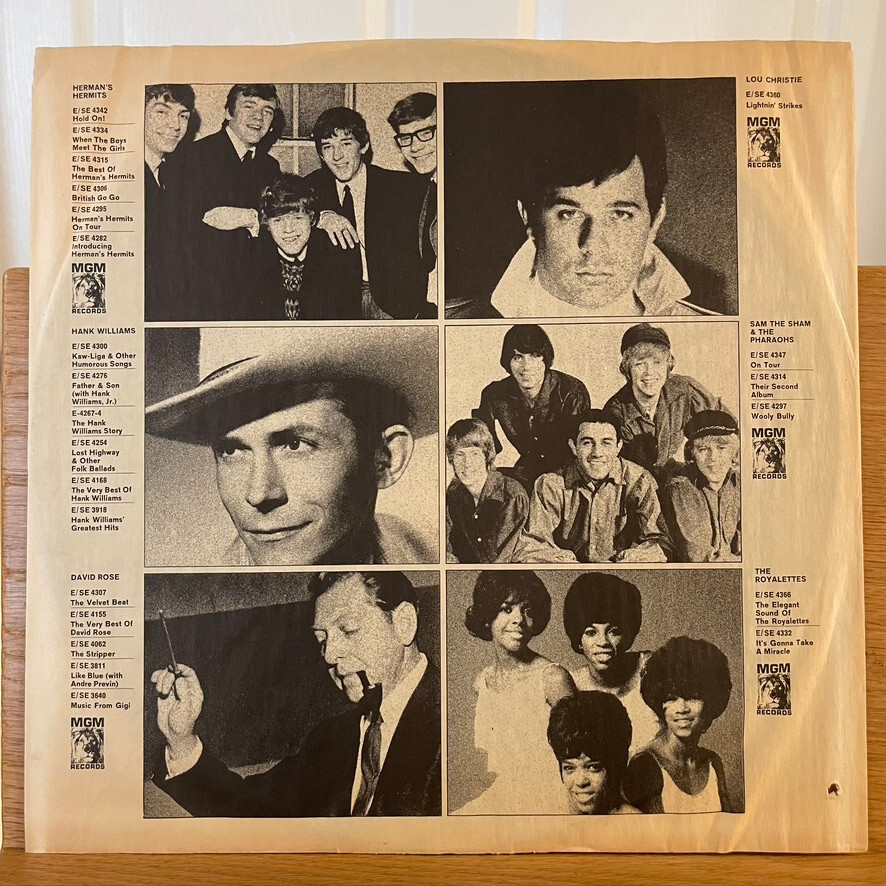 HERMAN'S
HERMITS
E/SE 4342
Hold On!
E/SE 4334
When The Boys
Meet The Girls
E/SE 4315
The Best Of
Herman's Hermits
E/SE 4306
British Go Go
E/SE 4295
Herman's Hermits
On Tour
E/SE 4282
Introducing
Herman's Hermits
MGM
RECORDS
LOU CHRISTIE
E/SE 4360
Lightnin' Strikes
MGM
RECORDS
HANK WILLIAMS
E/SE 4300
Kaw-Liga & Other
Humorous Songs
E/SE 4276
Father & Son
(with Hank
Williams, Jr.)
E-4267-4
The Hank
Williams Story
E/SE 4254
Lost Highway
& Other
Folk Ballads
E/SE 4168
The Very Best Of
Hank Williams
E/SE 3918
Hank Williams'
Greatest Hits
SAM THE SHAM
& THE
PHARAOHS
E/SE 4347
On Tour
E/SE 4314
Their Second
Album
E/SE 4297
Wooly Bully
MGM
RECORDS
DAVID ROSE
E/SE 4307
The Velvet Beat
E/SE 4155
The Very Best Of
David Rose
E/SE 4062
The Stripper
E/SE 3811
Like Blue (with
Andre Previn)
E/SE 3640
Music From Gigi
MGM
RECORDS
THE
ROYALETTES
E/SE 4366
The Elegant
Sound Of
The Royalettes
E/SE 4332
It's Gonna Take
A Miracle
MGM
RECORDS